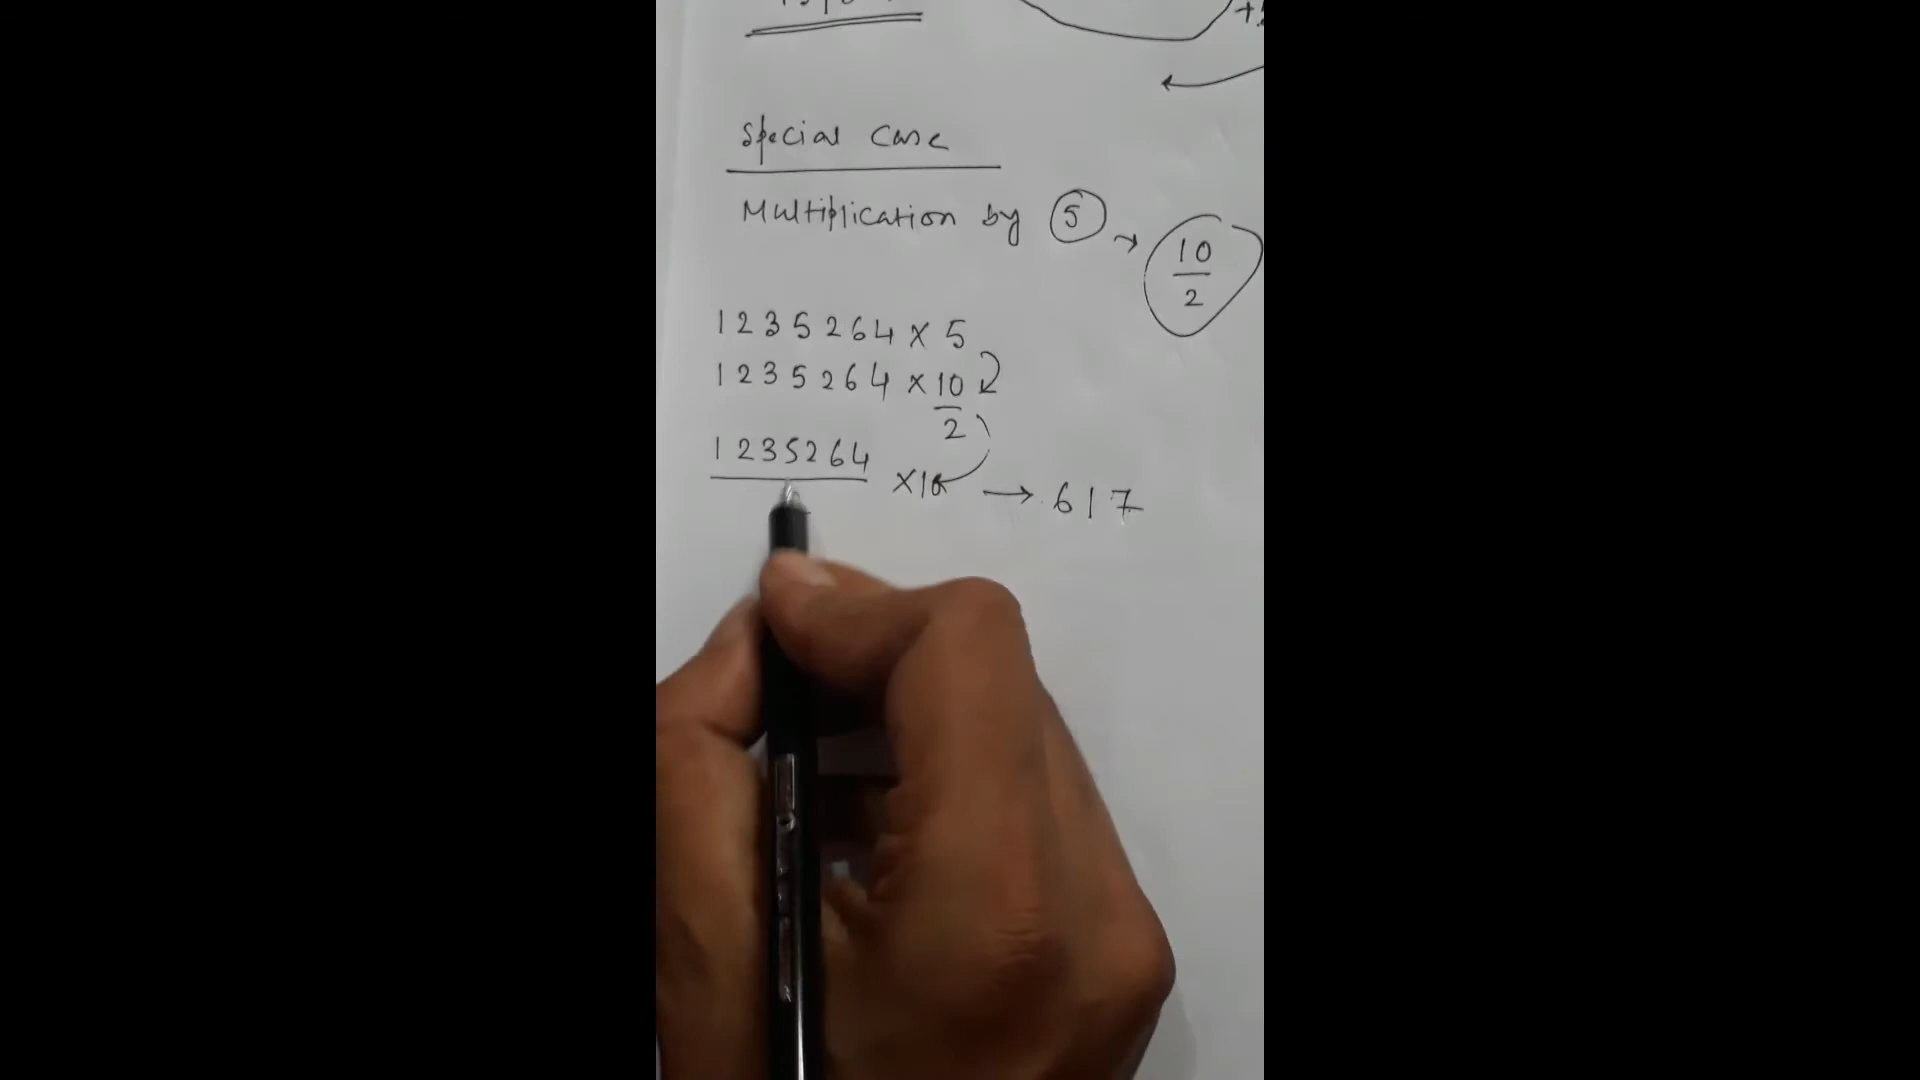 Special Case
Multiplication by 5 → 10/2
1235264 × 5
1235264 × 10/2
1235264 ×10 → 617